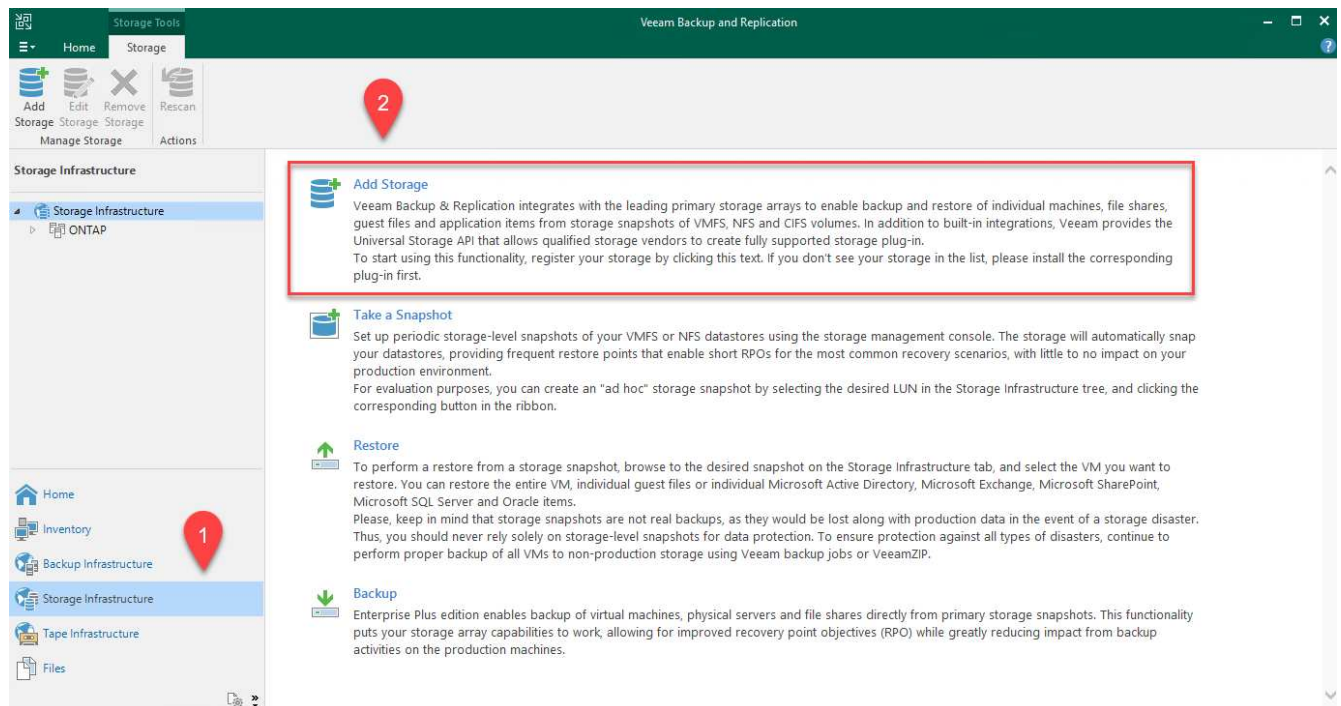 Storage Tools
Veeam Backup and Replication
Home Storage
Add Storage
Edit Storage
Remove Storage
Rescan
Manage Storage
Actions
2
Storage Infrastructure
Storage Infrastructure
ONTAP
Add Storage
Veeam Backup & Replication integrates with the leading primary storage arrays to enable backup and restore of individual machines, file shares,
guest files and application items from storage snapshots of VMFS, NFS and CIFS volumes. In addition to built-in integrations, Veeam provides the
Universal Storage API that allows qualified storage vendors to create fully supported storage plug-in.
To start using this functionality, register your storage by clicking this text. If you don't see your storage in the list, please install the corresponding
plug-in first.
Take a Snapshot
Set up periodic storage-level snapshots of your VMFS or NFS datastores using the storage management console. The storage will automatically snap
your datastores, providing frequent restore points that enable short RPOs for the most common recovery scenarios, with little to no impact on your
production environment.
For evaluation purposes, you can create an "ad hoc" storage snapshot by selecting the desired LUN in the Storage Infrastructure tree, and clicking the
corresponding button in the ribbon.
Restore
To perform a restore from a storage snapshot, browse to the desired snapshot on the Storage Infrastructure tab, and select the VM you want to
restore. You can restore the entire VM, individual guest files or individual Microsoft Active Directory, Microsoft Exchange, Microsoft SharePoint,
Microsoft SQL Server and Oracle items.
Please, keep in mind that storage snapshots are not real backups, as they would be lost along with production data in the event of a storage disaster.
Thus, you should never rely solely on storage-level snapshots for data protection. To ensure protection against all types of disasters, continue to
perform proper backup of all VMs to non-production storage using Veeam backup jobs or VeeamZIP.
Backup
Enterprise Plus edition enables backup of virtual machines, physical servers and file shares directly from primary storage snapshots. This functionality
puts your storage array capabilities to work, allowing for improved recovery point objectives (RPO) while greatly reducing impact from backup
activities on the production machines.
Home
Inventory
1
Backup Infrastructure
Storage Infrastructure
Tape Infrastructure
Files